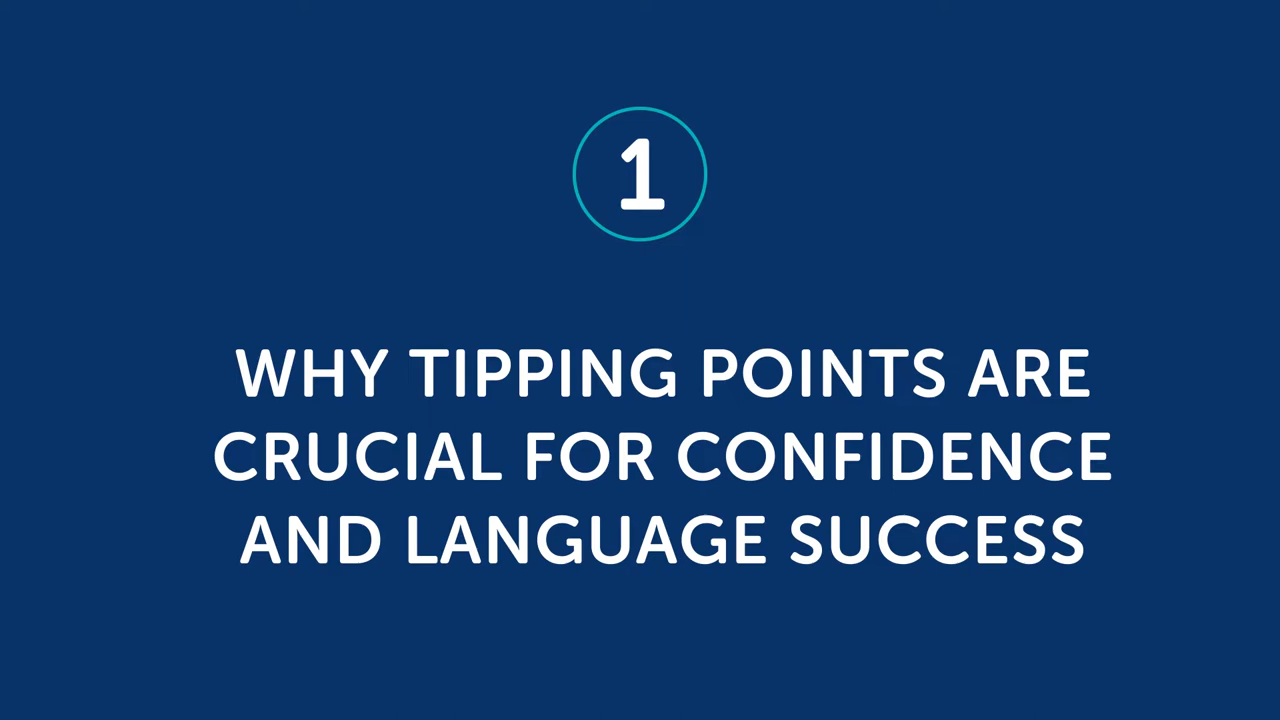 1
WHY TIPPING POINTS ARE
CRUCIAL FOR CONFIDENCE
AND LANGUAGE SUCCESS